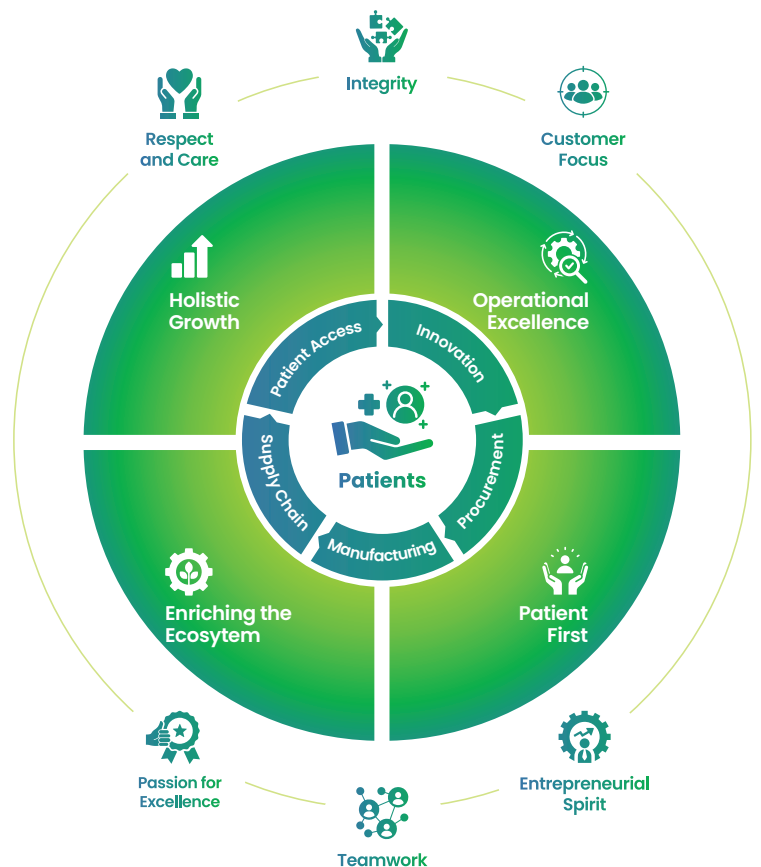 Integrity
Respect
and Care
Customer
Focus
Holistic
Growth
Operational
Excellence
Patient Access
Innovation
Procurement
Manufacturing
Supply Chain
Patients
Enriching the
Ecosytem
Patient
First
Passion for
Excellence
Entrepreneurial
Spirit
Teamwork